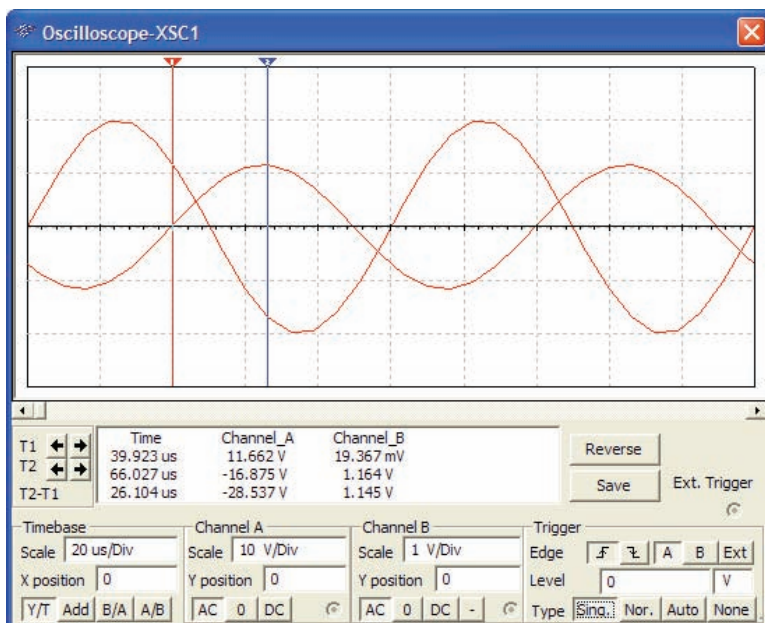 Oscilloscope-XSC1
1 2
T1
T2
T2-T1
Time Channel_A Channel_B
39.923 us 11.662 V 19.367 mV
66.027 us -16.875 V 1.164 V
26.104 us -28.537 V 1.145 V
Reverse
Save
Ext. Trigger
Timebase
Scale 20 us/Div
X position 0
Y/T Add B/A A/B
Channel A
Scale 10 V/Div
Y position 0
AC 0 DC
Channel B
Scale 1 V/Div
Y position 0
AC 0 DC -
Trigger
Edge A B Ext
Level 0 V
Type Sing. Nor. Auto None